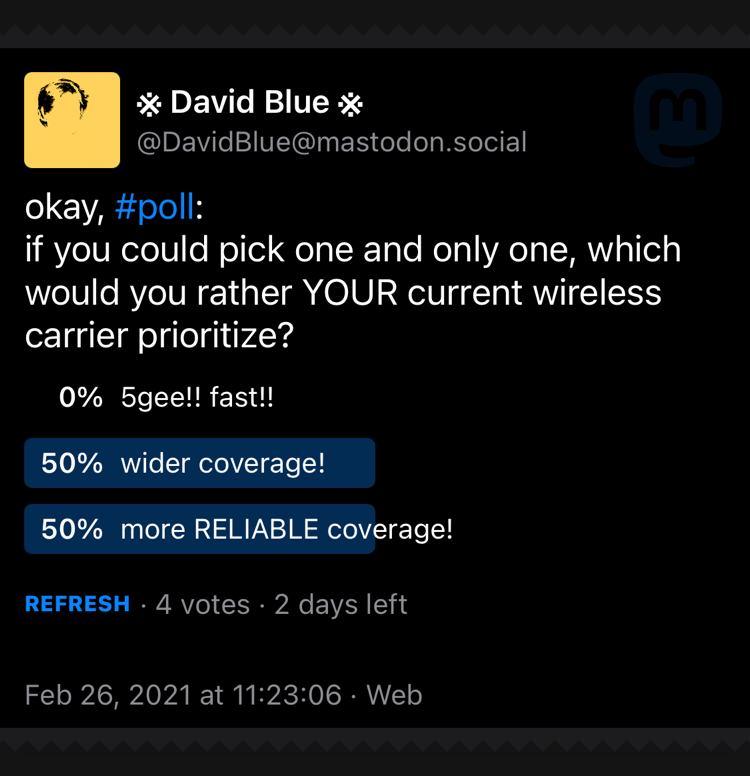 ※ David Blue ※
@DavidBlue@mastodon.social
okay, #poll:
if you could pick one and only one, which
would you rather YOUR current wireless
carrier prioritize?
0% 5gee!! fast!!
50% wider coverage!
50% more RELIABLE coverage!
REFRESH · 4 votes · 2 days left
Feb 26, 2021 at 11:23:06 · Web